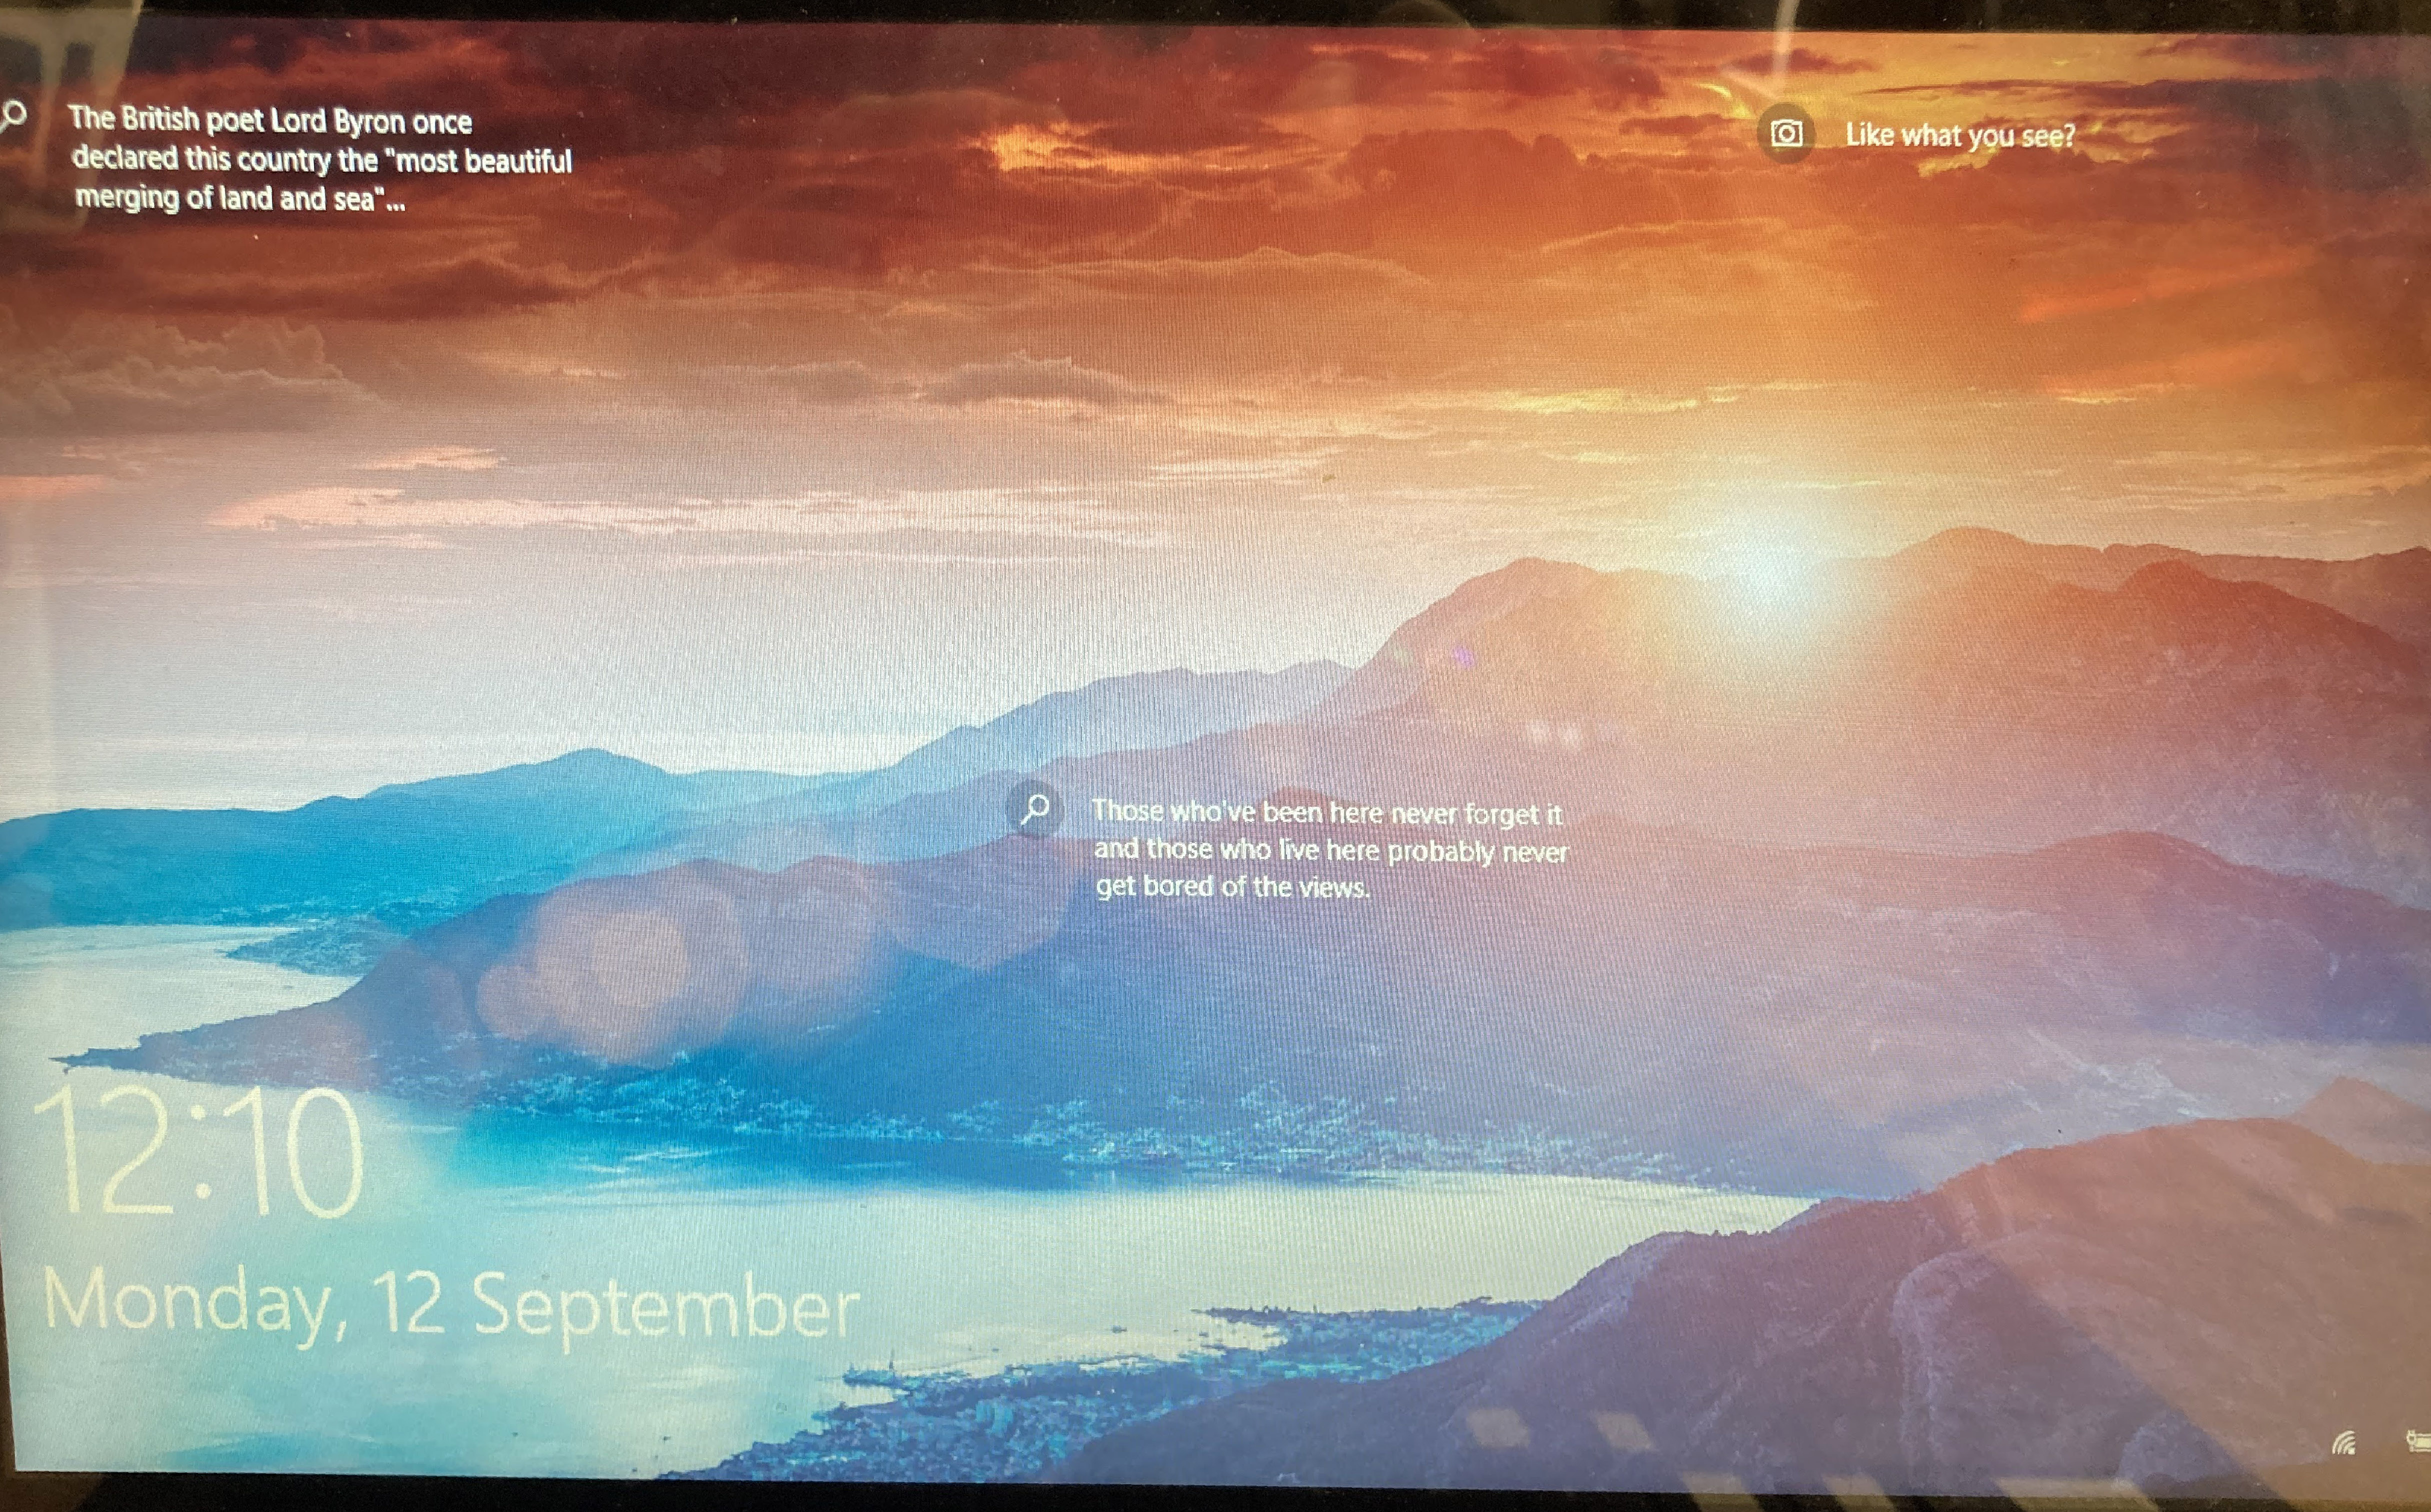 The British poet Lord Byron once
declared this country the "most beautiful
merging of land and sea"...
Like what you see?
Those who've been here never forget it
and those who live here probably never
get bored of the views.
12:10
Monday, 12 September